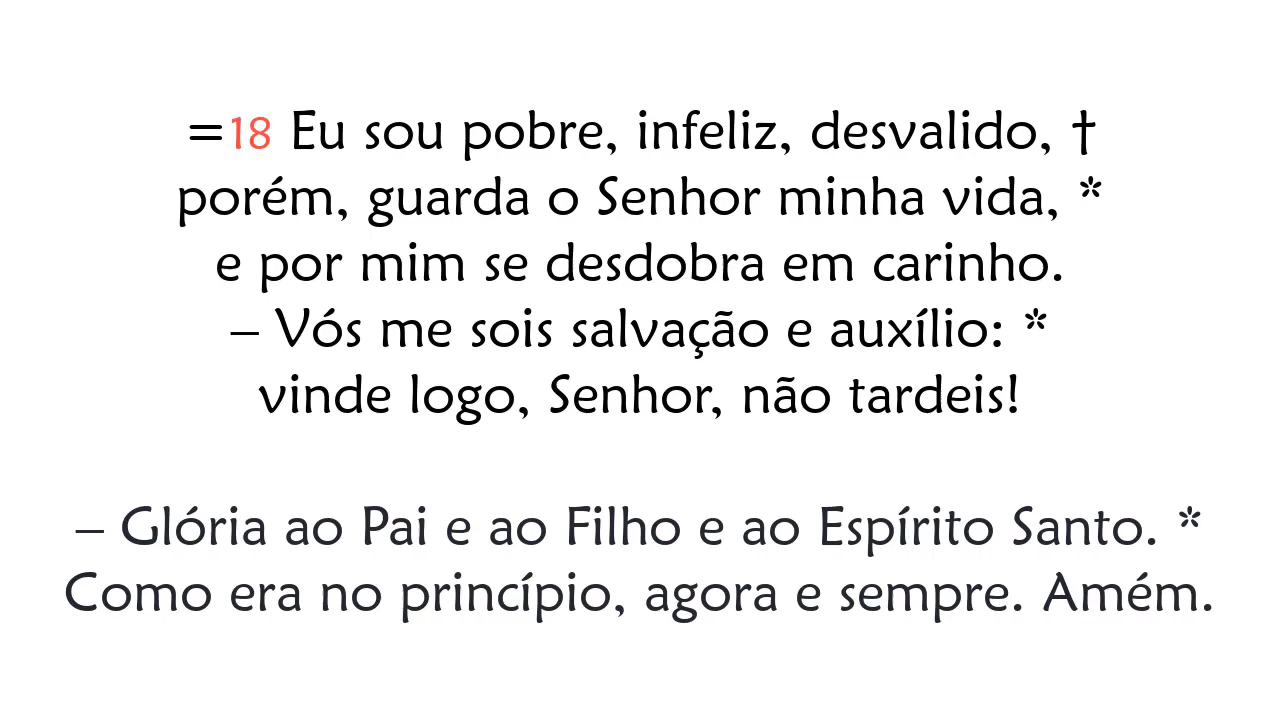 =18 Eu sou pobre, infeliz, desvalido, †
porém, guarda o Senhor minha vida, *
e por mim se desdobra em carinho.
– Vós me sois salvação e auxílio: *
vinde logo, Senhor, não tardeis!
– Glória ao Pai e ao Filho e ao Espírito Santo. *
Como era no princípio, agora e sempre. Amém.